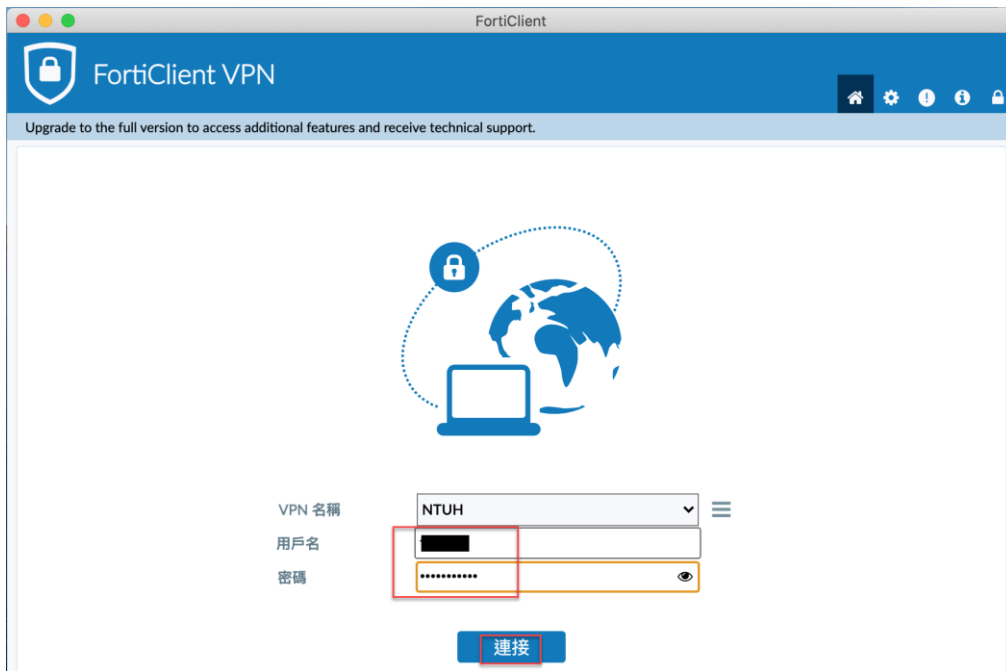 FortiClient
FortiClient VPN
Upgrade to the full version to access additional features and receive technical support.
VPN 名稱
NTUH
用戶名
密碼
•••••••••••
連接